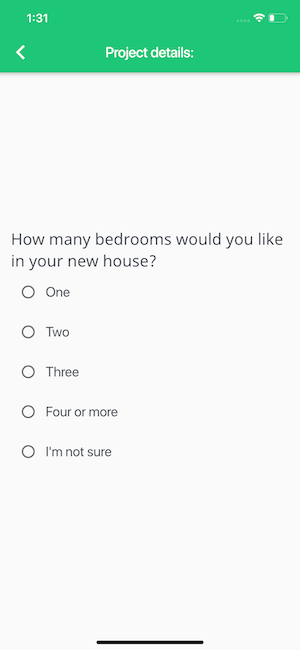 1:31
Project details:
How many bedrooms would you like
in your new house?
One
Two
Three
Four or more
I'm not sure